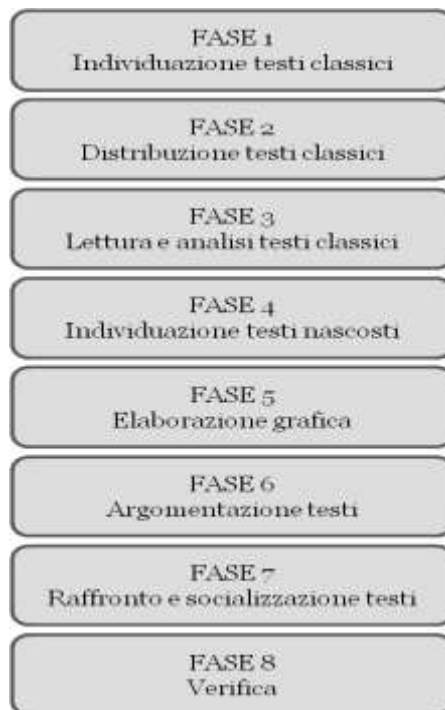 FASE 1
Individuazione testi classici
FASE 2
Distribuzione testi classici
FASE 3
Lettura e analisi testi classici
FASE 4
Individuazione testi nascosti
FASE 5
Elaborazione grafica
FASE 6
Argomentazione testi
FASE 7
Raffronto e socializzazione testi
FASE 8
Verifica